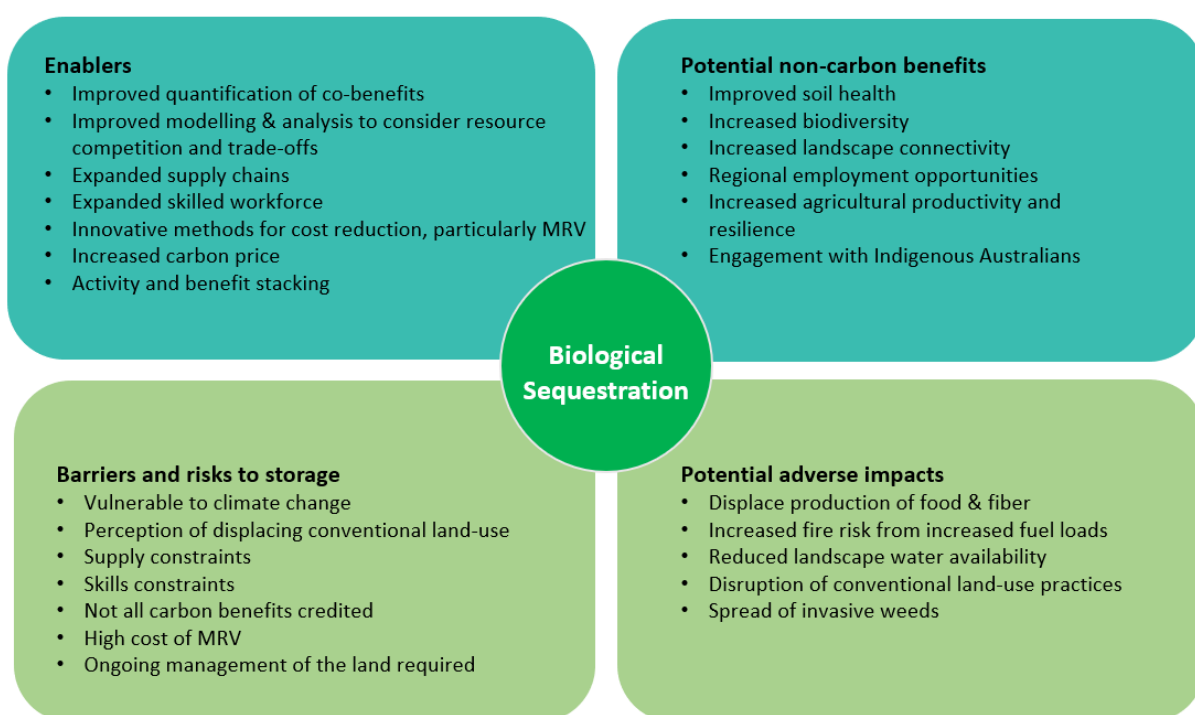 Enablers
• Improved quantification of co-benefits
• Improved modelling & analysis to consider resource
competition and trade-offs
• Expanded supply chains
• Expanded skilled workforce
• Innovative methods for cost reduction, particularly MRV
• Increased carbon price
• Activity and benefit stacking
Potential non-carbon benefits
• Improved soil health
• Increased biodiversity
• Increased landscape connectivity
• Regional employment opportunities
• Increased agricultural productivity and
resilience
• Engagement with Indigenous Australians
Biological
Sequestration
Barriers and risks to storage
• Vulnerable to climate change
• Perception of displacing conventional land-use
• Supply constraints
• Skills constraints
• Not all carbon benefits credited
• High cost of MRV
• Ongoing management of the land required
Potential adverse impacts
• Displace production of food & fiber
• Increased fire risk from increased fuel loads
• Reduced landscape water availability
• Disruption of conventional land-use practices
• Spread of invasive weeds